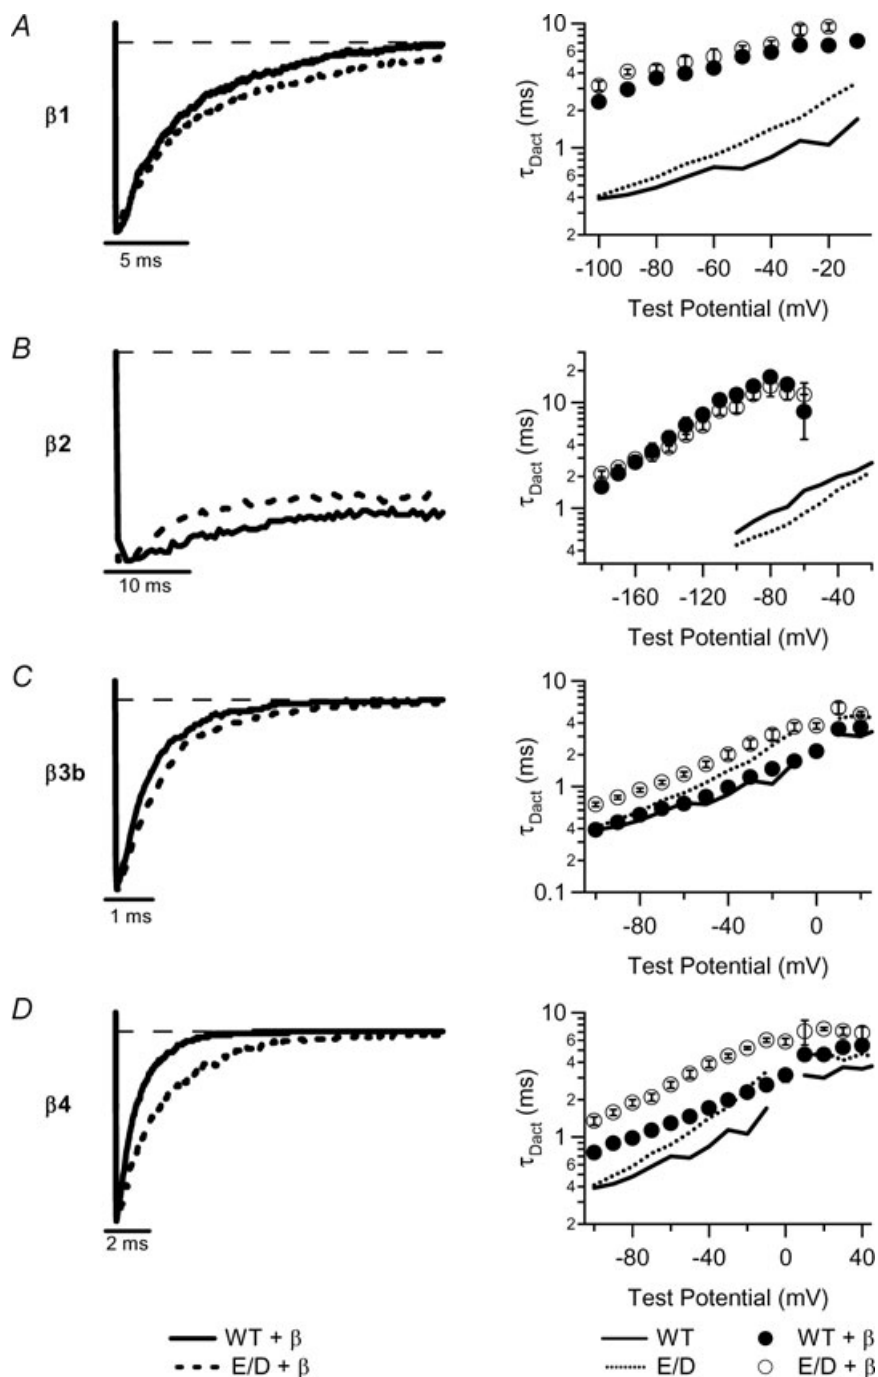 A
β1
5 ms
10
6
4
2
1
6
4
2
τDact (ms)
-100 -80 -60 -40 -20
Test Potential (mV)
B
β2
10 ms
2
10
4
2
1
4
τDact (ms)
-160 -120 -80 -40
Test Potential (mV)
C
β3b
1 ms
10
4
2
1
4
2
0.1
τDact (ms)
-80 -40 0
Test Potential (mV)
D
β4
2 ms
10
6
4
2
1
6
4
2
τDact (ms)
-80 -40 0 40
Test Potential (mV)
WT + β
E/D + β
WT WT + β
E/D E/D + β